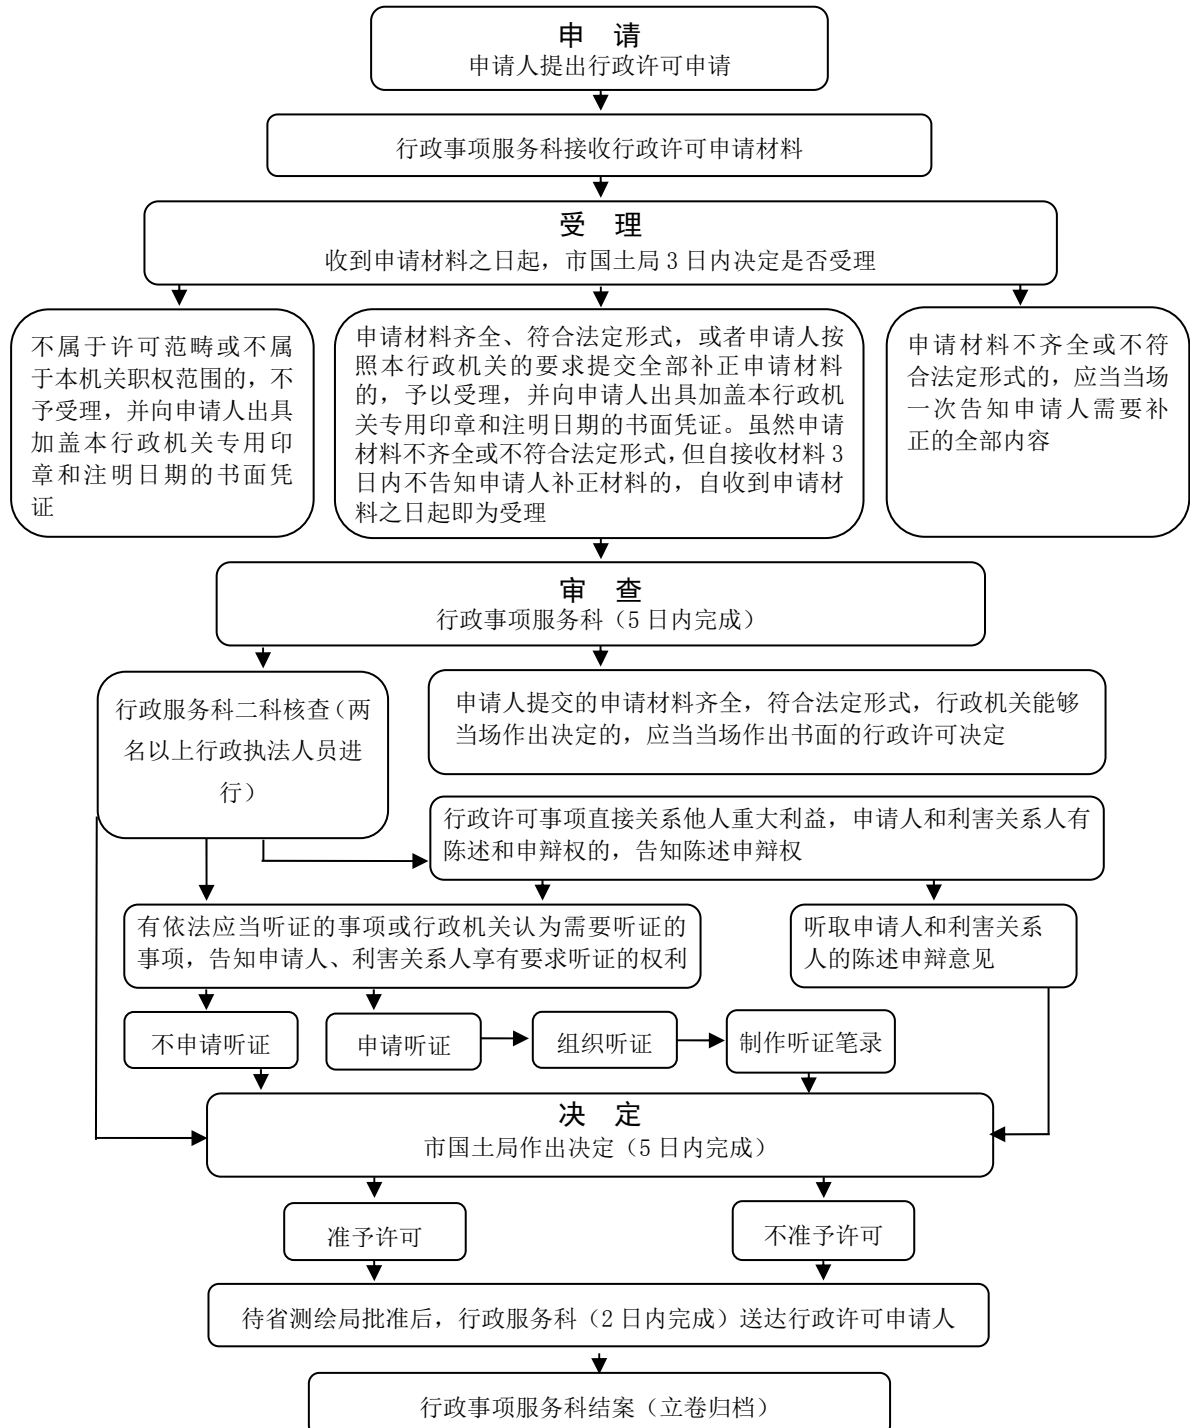 申 请
申请人提出行政许可申请
行政事项服务科接收行政许可申请材料
受 理
收到申请材料之日起，市国土局 3 日内决定是否受理
不属于许可范畴或不属
于本机关职权范围的，不
予受理，并向申请人出具
加盖本行政机关专用印
章和注明日期的书面凭
证
申请材料齐全、符合法定形式，或者申请人按
照本行政机关的要求提交全部补正申请材料
的，予以受理，并向申请人出具加盖本行政机
关专用印章和注明日期的书面凭证。虽然申请
材料不齐全或不符合法定形式，但自接收材料 3
日内不告知申请人补正材料的，自收到申请材
料之日起即为受理
申请材料不齐全或不符
合法定形式的，应当当场
一次告知申请人需要补
正的全部内容
审 查
行政事项服务科（5 日内完成）
行政服务科二科核查（两
名以上行政执法人员进
行）
申请人提交的申请材料齐全，符合法定形式，行政机关能够
当场作出决定的，应当当场作出书面的行政许可决定
行政许可事项直接关系他人重大利益，申请人和利害关系人有
陈述和申辩权的，告知陈述申辩权
有依法应当听证的事项或行政机关认为需要听证的
事项，告知申请人、利害关系人享有要求听证的权利
听取申请人和利害关系
人的陈述申辩意见
不申请听证
申请听证
组织听证
制作听证笔录
决 定
市国土局作出决定（5 日内完成）
准予许可
不准予许可
待省测绘局批准后，行政服务科（2 日内完成）送达行政许可申请人
行政事项服务科结案（立卷归档）